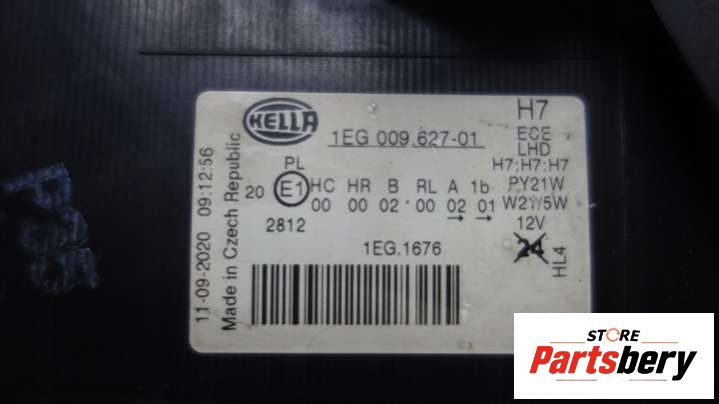 HELLA
1EG 009.627-01
H7
ECE
LHD
H7:H7:H7
PY21W
W21W5W
12V
24
HL4
PL
20 E1 HC HR B RL A 1b
00 00 02 00 02 01
→ →
2812
1EG.1676
11-09-2020 09:12:56
Made in Czech Republic
STORE
Partsbery